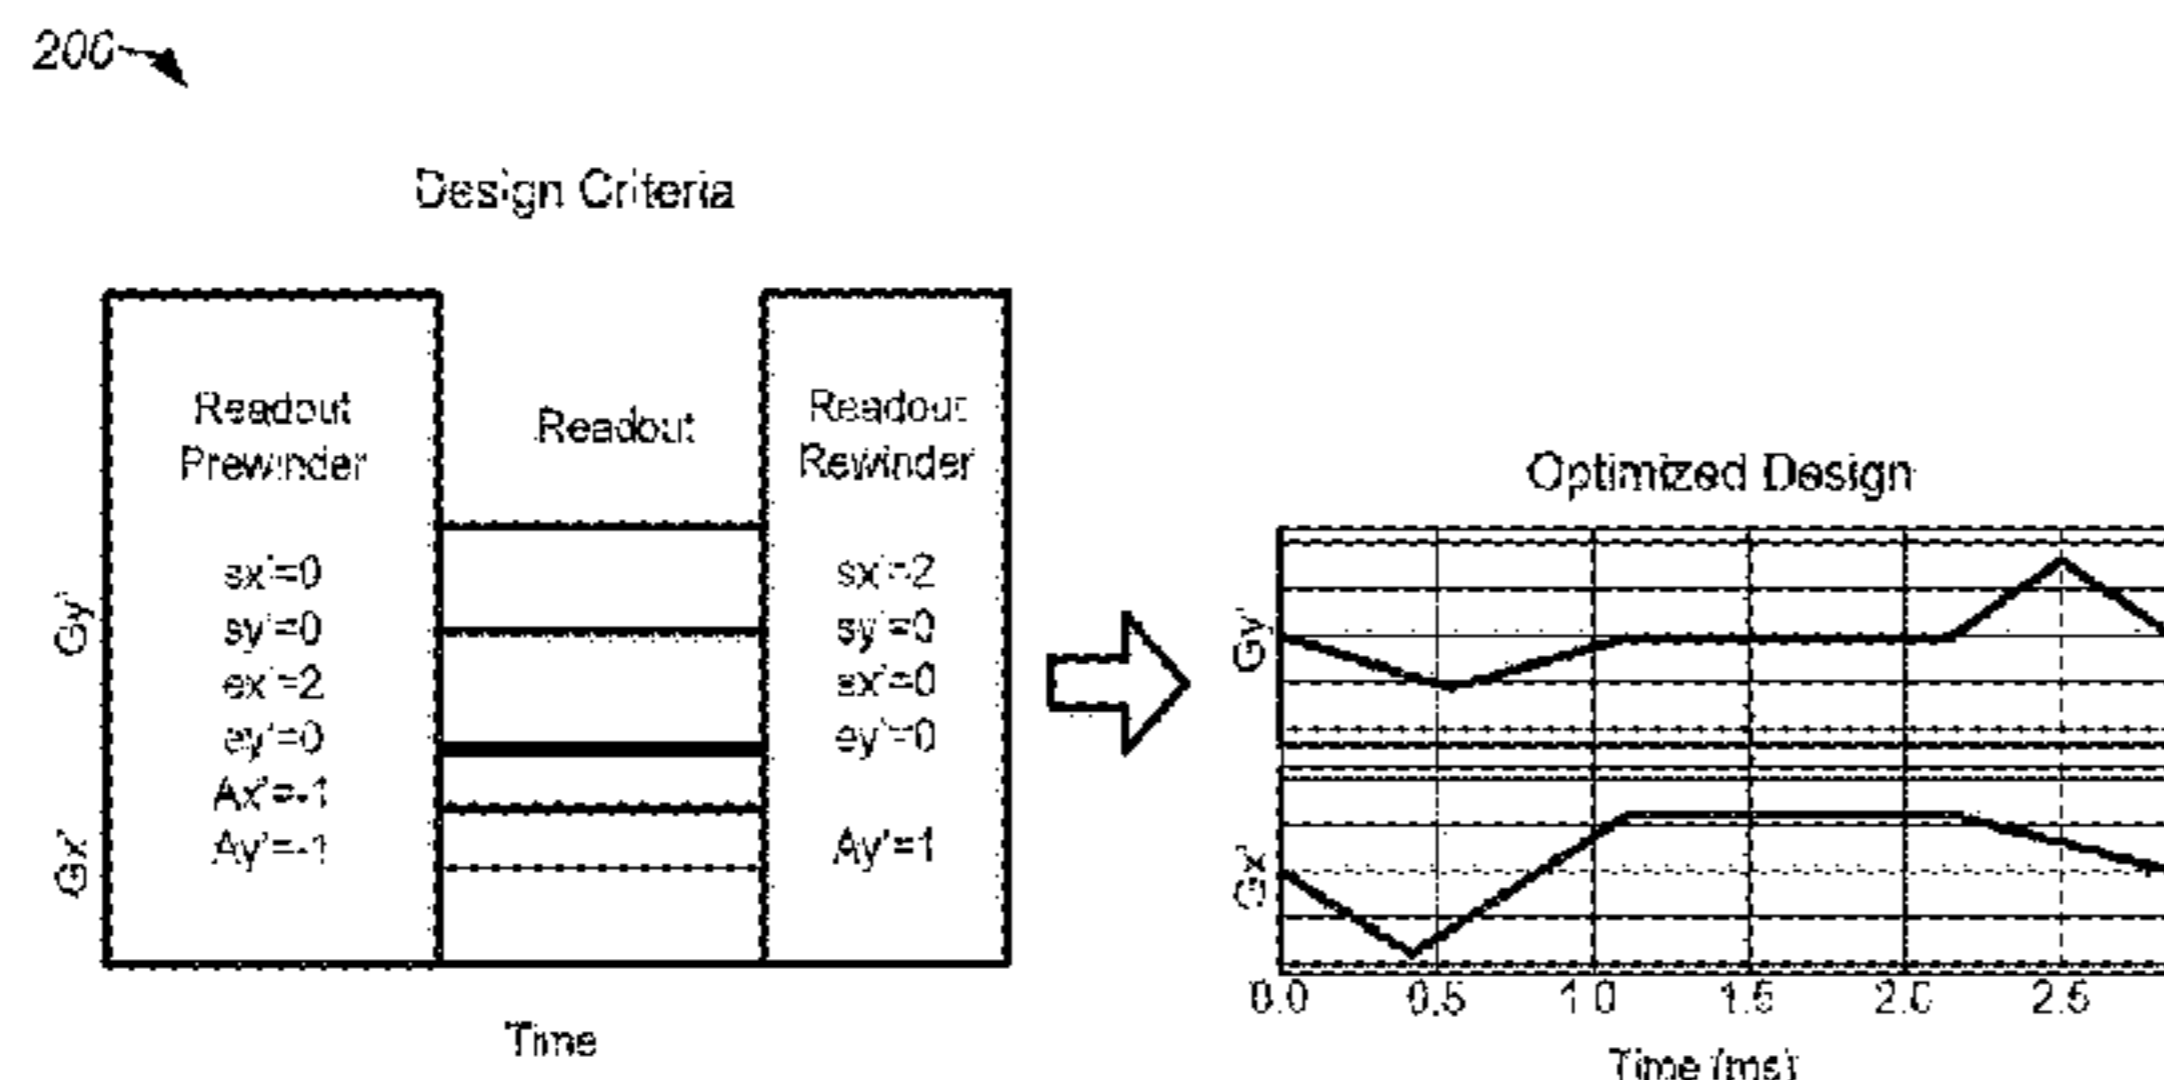 200
Design Criteria
Readout
Prewinder
sx'=0
sy'=0
ex'=2
ey'=0
Ax'=-1
Ay'=-1
Readout
Readout
Rewinder
sx'=2
sy'=0
ex'=0
ey'=0
Ay'=1
Gy'
Gx'
Time
Optimized Design
Gy'
Gx'
0.0 0.5 1.0 1.5 2.0 2.5
Time (ms)